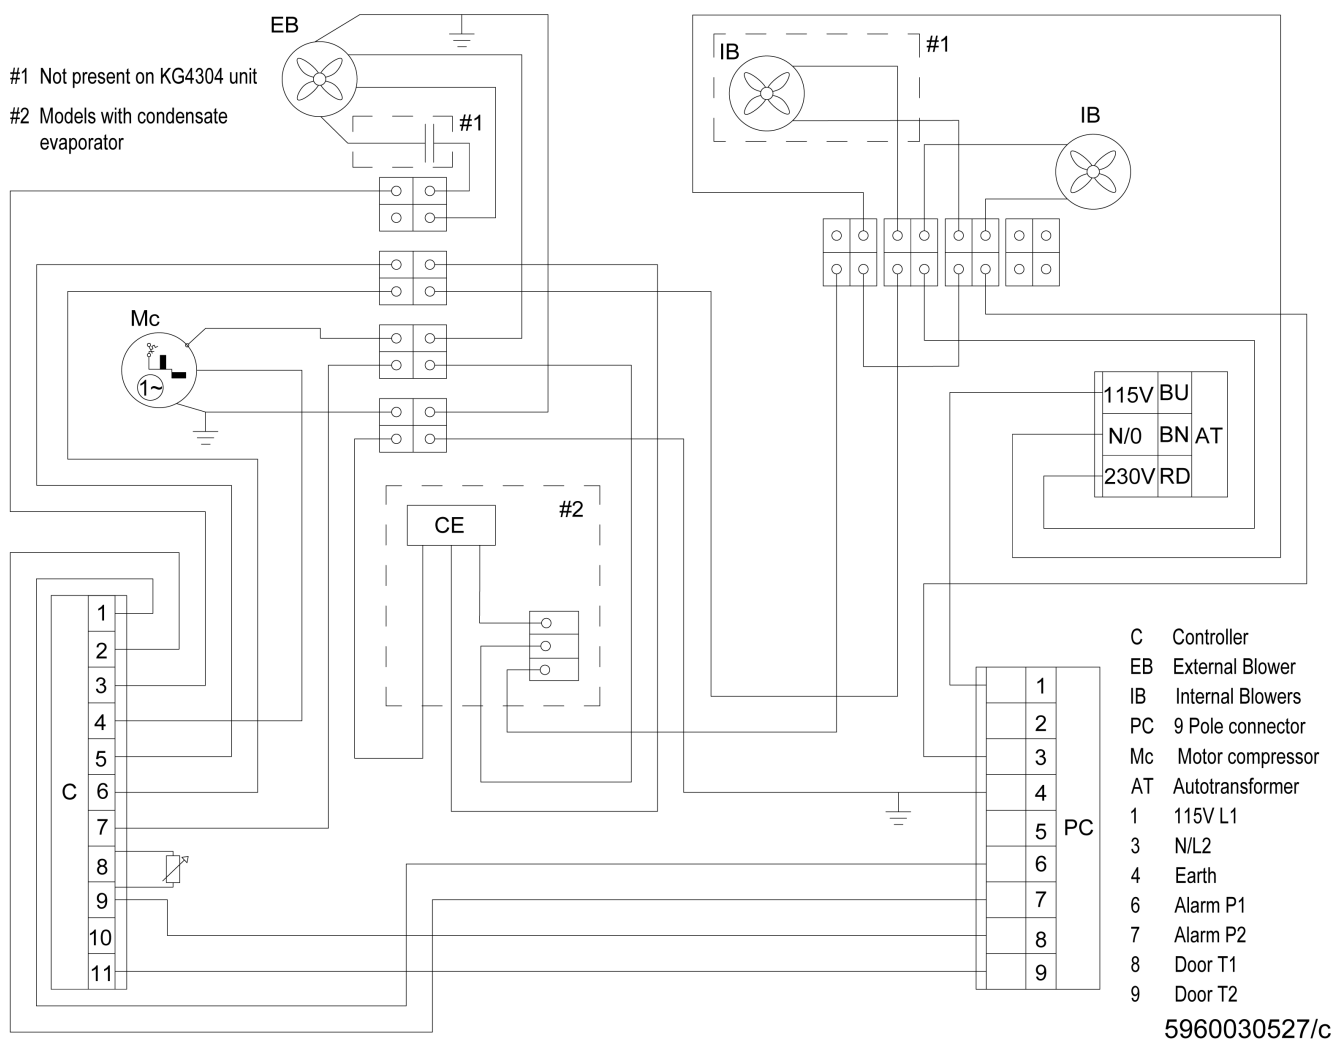 EB
#1 Not present on KG4304 unit
#2 Models with condensate
evaporator
#1
IB
#1
IB
Mc
1~
115V BU
N/0 BN AT
230V RD
#2
CE
C
1
2
3
4
5
6
7
8
9
10
11
1
2
3
4
5
6
7
8
9
PC
C Controller
EB External Blower
IB Internal Blowers
PC 9 Pole connector
Mc Motor compressor
AT Autotransformer
1 115V L1
3 N/L2
4 Earth
6 Alarm P1
7 Alarm P2
8 Door T1
9 Door T2
5960030527/c